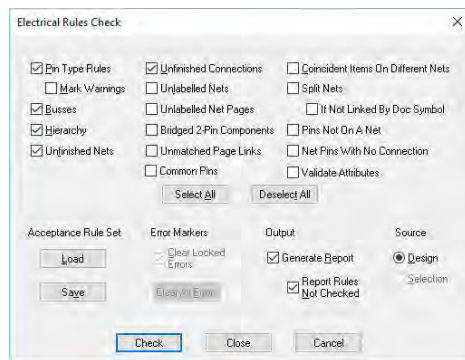 Electrical Rules Check
Pin Type Rules
Mark Warnings
Busses
Hierarchy
Unfinished Nets
Unfinished Connections
Unlabelled Nets
Unlabelled Net Pages
Bridged 2-Pin Components
Unmatched Page Links
Common Pins
Coincident Items On Different Nets
Split Nets
If Not Linked By Doc Symbol
Pins Not On A Net
Net Pins With No Connection
Validate Attributes
Select All
Deselect All
Acceptance Rule Set
Load
Save
Error Markers
Clear Locked
Errors
Clear All Errors
Output
Generate Report
Report Rules
Not Checked
Source
Design
Selection
Check
Close
Cancel